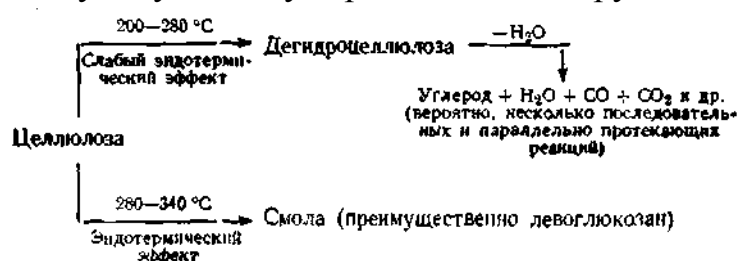 200—280 °C
Слабый эндотерми-
ческий эффект
Дегидроцеллюлоза
—H₂O
Углерод + H₂O + CO + CO₂ и др.
(вероятно, несколько последователь-
ных и параллельно протекающих
реакций)
Целлюлоза
280—340 °C
Эндотермический
эффект
Смола (преимущественно левоглюкозан)